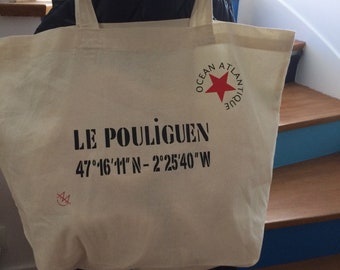 OCEAN ATLANTIQUE
LE POULiGUEN
47°16'11"N - 2°25'40"W